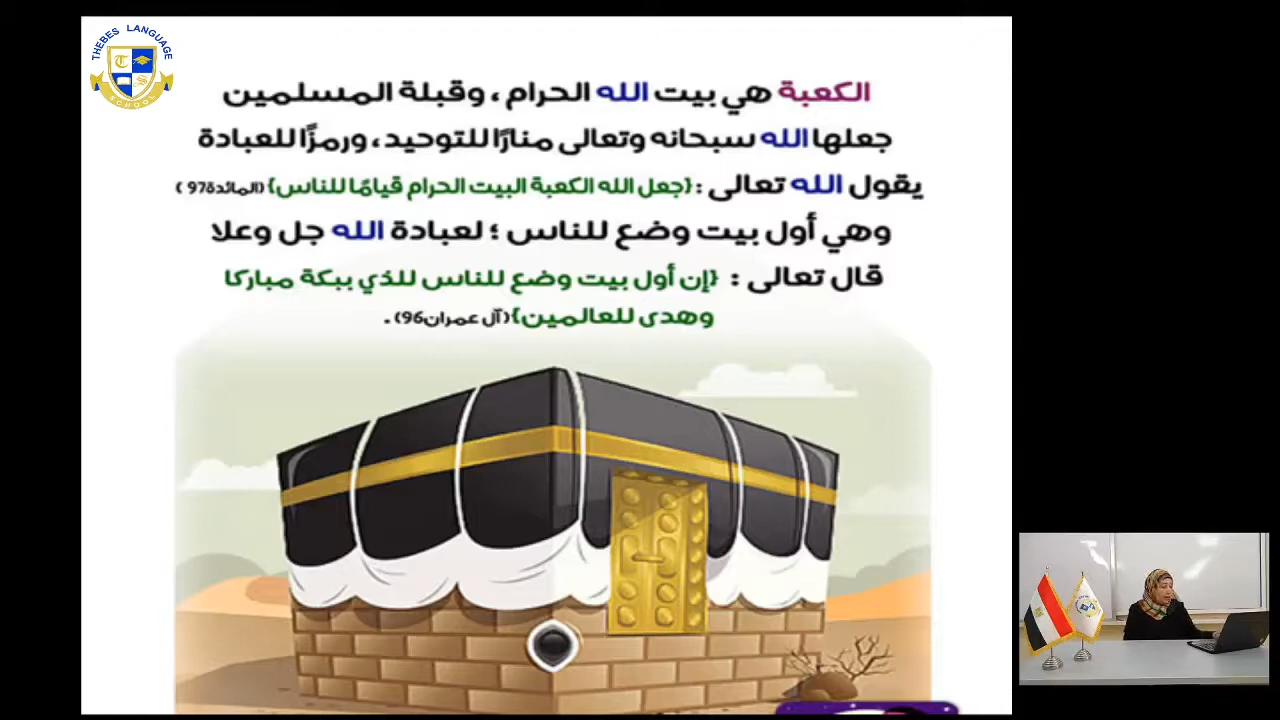 THEBES LANGUAGE
SCHOOL
الكعبة هي بيت الله الحرام ، وقبلة المسلمين
جعلها الله سبحانه وتعالى منارًا للتوحيد ، ورمزًا للعبادة
يقول الله تعالى : {جعل الله الكعبة البيت الحرام قيامًا للناس} (المائدة97 )
وهي أول بيت وضع للناس ؛ لعبادة الله جل وعلا
قال تعالى : {إن أول بيت وضع للناس للذي ببكة مباركا
وهدى للعالمين} (آل عمران96) .